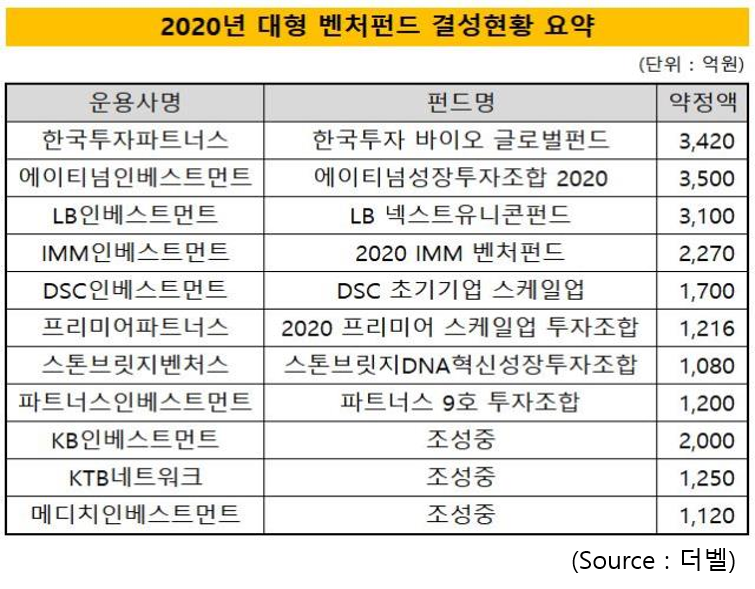 2020년 대형 벤처펀드 결성현황 요약
(단위 : 억원)
운용사명 펀드명 약정액
한국투자파트너스 한국투자 바이오 글로벌펀드 3,420
에이티넘인베스트먼트 에이티넘성장투자조합 2020 3,500
LB인베스트먼트 LB 넥스트유니콘펀드 3,100
IMM인베스트먼트 2020 IMM 벤처펀드 2,270
DSC인베스트먼트 DSC 초기기업 스케일업 1,700
프리미어파트너스 2020 프리미어 스케일업 투자조합 1,216
스톤브릿지벤처스 스톤브릿지DNA혁신성장투자조합 1,080
파트너스인베스트먼트 파트너스 9호 투자조합 1,200
KB인베스트먼트 조성중 2,000
KTB네트워크 조성중 1,250
메디치인베스트먼트 조성중 1,120
(Source : 더벨)